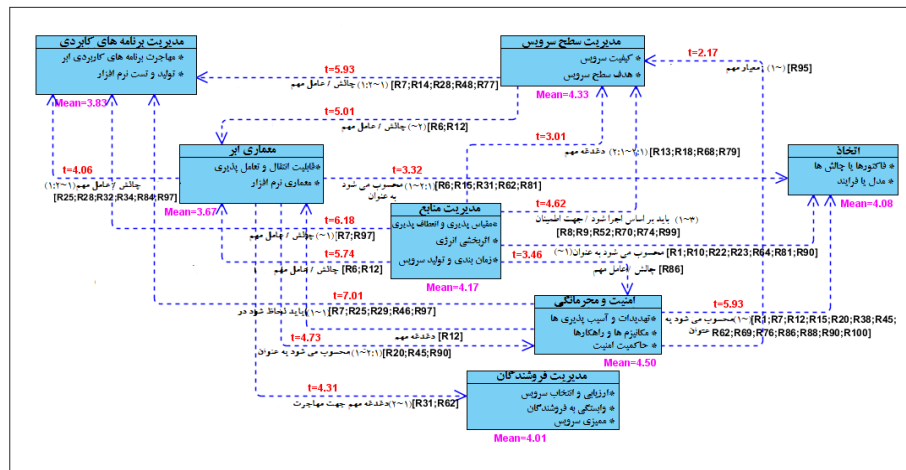 مدیریت برنامه های کاربردی
* مهاجرت برنامه های کاربردی ابر
* تولید و تست نرم افزار
Mean=3.83
مدیریت سطح سرویس
* کیفیت سرویس
* هدف سطح سرویس
Mean=4.33
t=2.17
(~۱) معیار مهم [R95]
t=5.93
(۱:۲~۱) چالش / عامل مهم [R7;R14;R28;R48;R77]
t=5.01
(~۲) چالش / عامل مهم [R6;R12]
معماری ابر
*قابلیت انتقال و تعامل پذیری
* معماری نرم افزار
Mean=3.67
t=3.01
(۲:۱~۲:۱) دغدغه مهم [R13;R18;R68;R79]
اتخاذ
* فاکتورها یا چالش ها
* مدل یا فرایند
Mean=4.08
t=4.06
چالش / عامل مهم(۱~۲:۱)
[R25;R28;R32;R34;R84;R97]
t=3.32
(۱~۲:۱) محسوب می شود به عنوان [R6;R15;R31;R62;R81]
مدیریت منابع
*مقیاس پذیری و انعطاف پذیری
* اثربخشی انرژی
*زمان بندی و تولید سرویس
Mean=4.17
t=4.62
(۱~۳) باید بر اساس اجرا شود / جهت اطمینان
[R8;R9;R52;R70;R74;R99]
t=6.18
(~۱) چالش / عامل مهم [R7;R97]
(~۱) محسوب می شود به عنوان [R1;R10;R22;R23;R64;R81;R90]
t=5.74
چالش / عامل مهم [R6;R12]
t=3.46
چالش / عامل مهم [R86]
t=7.01
(۱~۱) باید لحاظ شود در [R7;R25;R29;R46;R97]
امنیت و محرمانگی
*تهدیدات و آسیب پذیری ها
* مکانیزم ها و راهکارها
* حاکمیت امنیت
Mean=4.50
t=5.93
(~۱) محسوب می شود به عنوان [R1;R7;R12;R15;R20;R38;R45;
R62;R69;R76;R86;R88;R90;R100]
t=4.73
دغدغه مهم [R12]
(۱~۲:۱) محسوب می شود به عنوان [R20;R45;R90]
t=4.31
(۱~۲) دغدغه مهم جهت مهاجرت [R31;R62]
مدیریت فروشندگان
*ارزیابی و انتخاب سرویس
* وابستگی به فروشندگان
* ممیزی سرویس
Mean=4.01